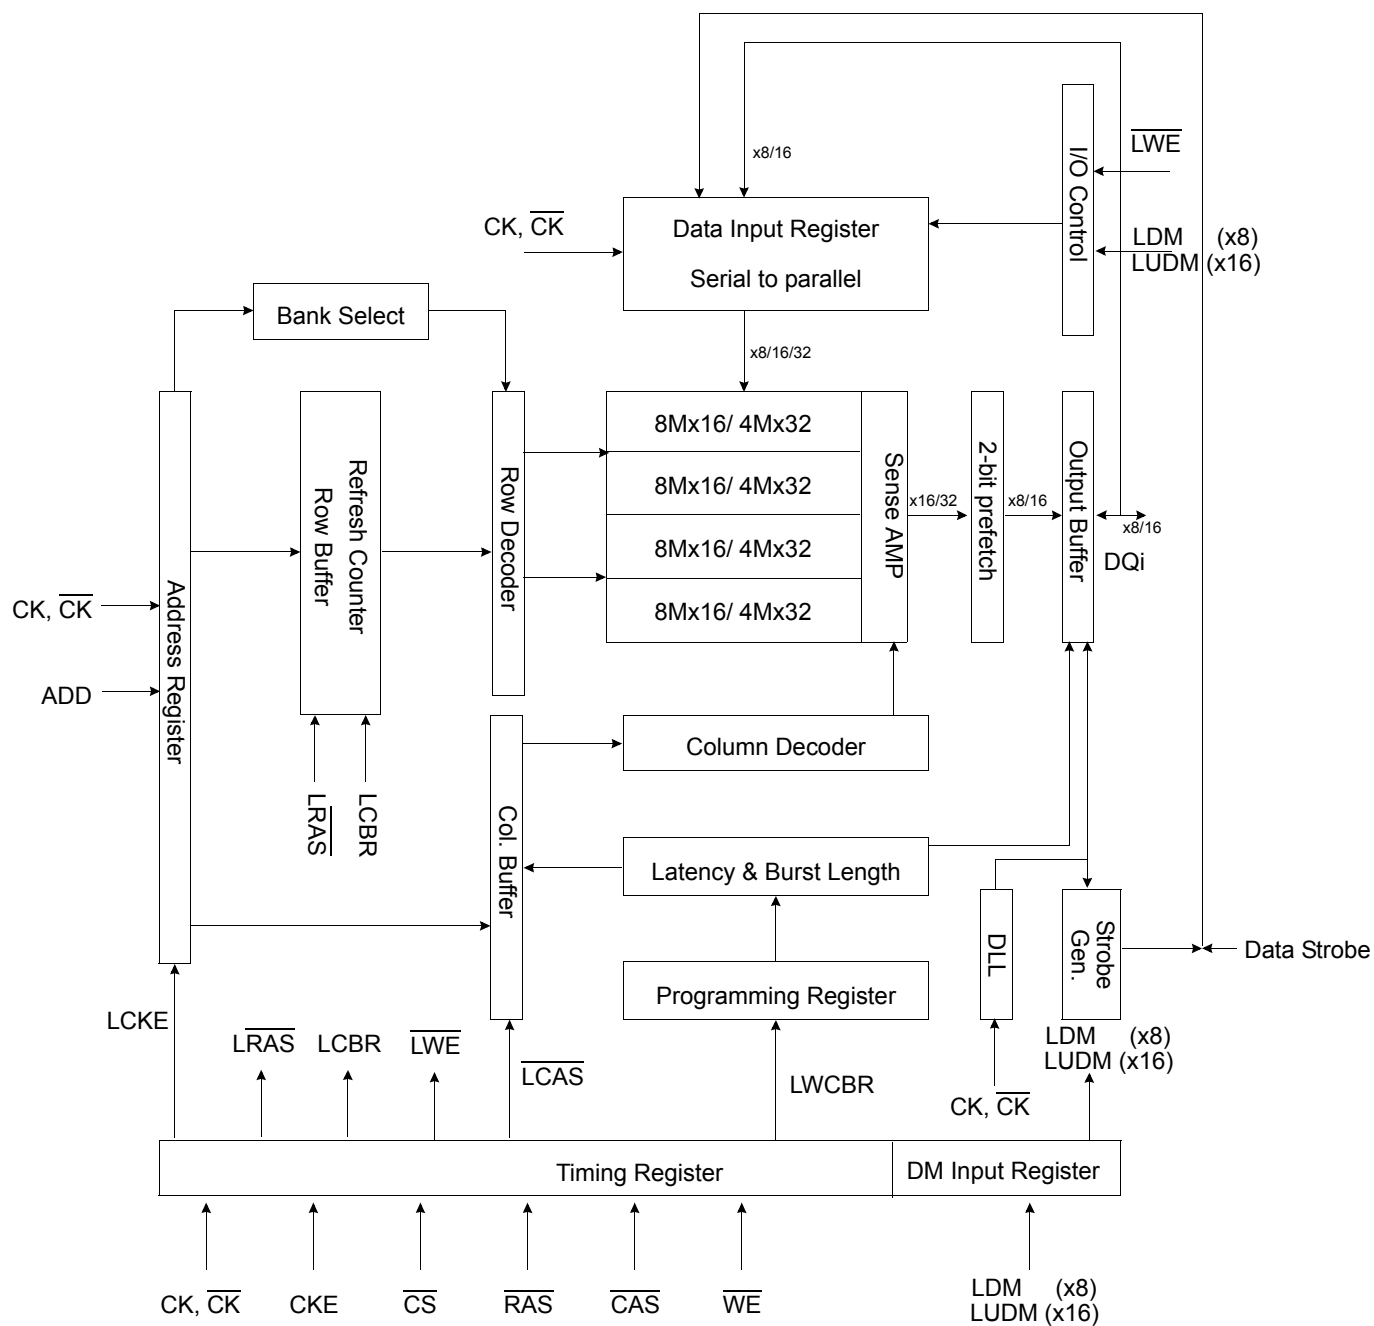 x8/16
LWE
I/O Control
CK, CK
Data Input Register
Serial to parallel
LDM (x8)
LUDM (x16)
Bank Select
x8/16/32
Address Register
Refresh Counter
Row Buffer
Row Decoder
8Mx16/ 4Mx32
8Mx16/ 4Mx32
8Mx16/ 4Mx32
8Mx16/ 4Mx32
Sense AMP
x16/32
2-bit prefetch
x8/16
Output Buffer
x8/16
DQi
CK, CK
ADD
LRAS
LCBR
Col. Buffer
Column Decoder
Latency & Burst Length
Programming Register
DLL
Strobe
Gen.
Data Strobe
LCKE
LRAS
LCBR
LWE
LCAS
LWCBR
CK, CK
LDM (x8)
LUDM (x16)
Timing Register
DM Input Register
CK, CK
CKE
CS
RAS
CAS
WE
LDM (x8)
LUDM (x16)